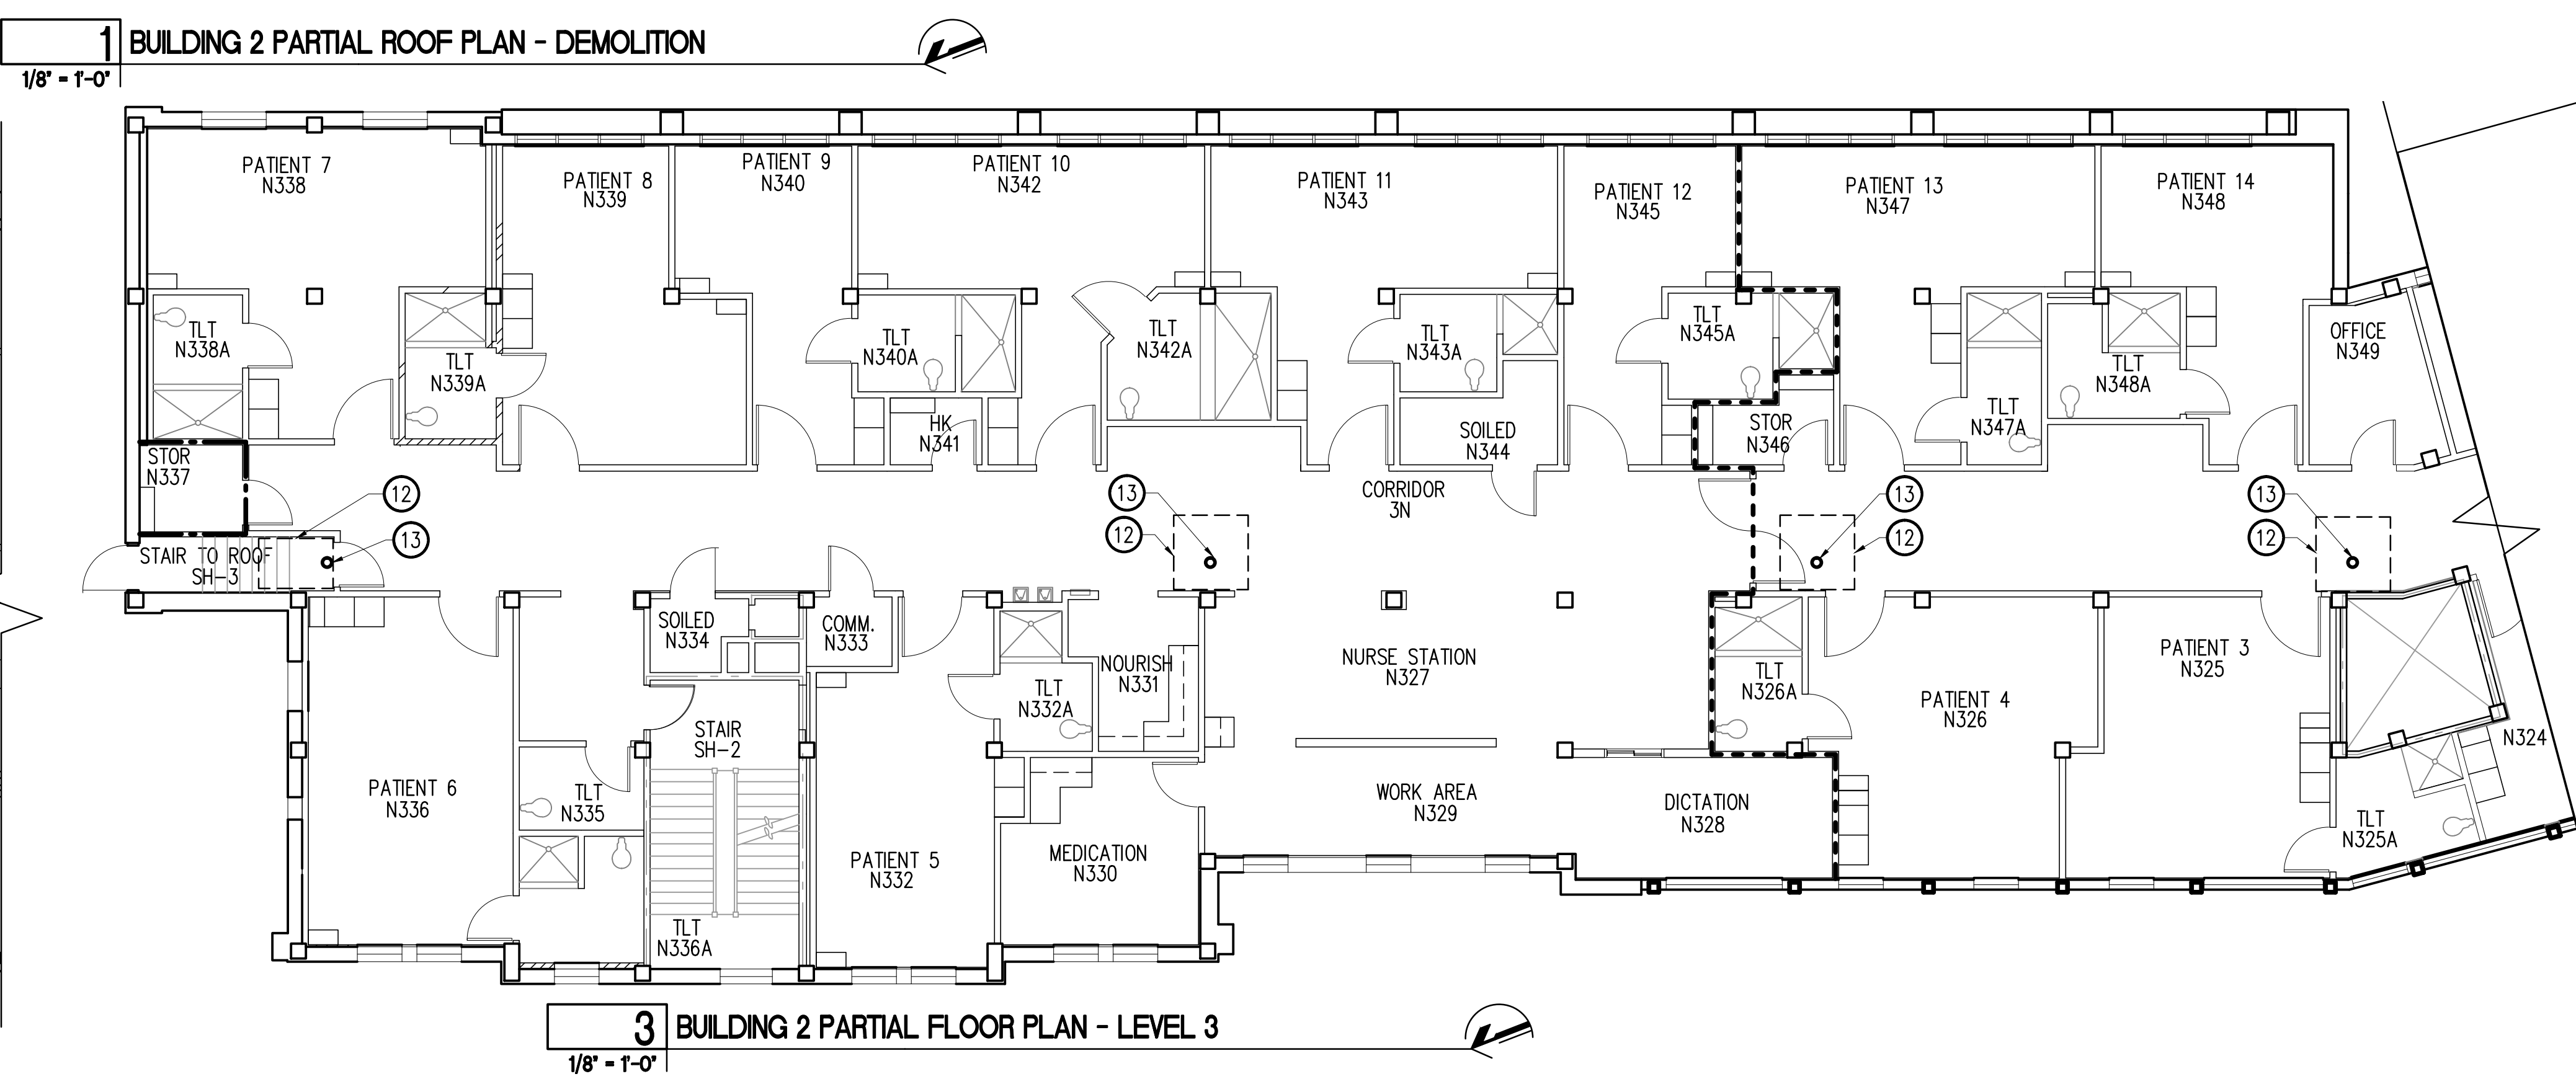 1 BUILDING 2 PARTIAL ROOF PLAN - DEMOLITION
1/8" = 1'-0"
PATIENT 7
N338
PATIENT 8
N339
PATIENT 9
N340
PATIENT 10
N342
PATIENT 11
N343
PATIENT 12
N345
PATIENT 13
N347
PATIENT 14
N348
TLT
N338A
TLT
N339A
TLT
N340A
TLT
N342A
TLT
N343A
TLT
N345A
TLT
N347A
TLT
N348A
OFFICE
N349
STOR
N337
HK
N341
SOILED
N344
STOR
N346
12
13
STAIR TO ROOF
SH-3
13
12
CORRIDOR
3N
13
12
13
12
SOILED
N334
COMM.
N333
NOURISH
N331
NURSE STATION
N327
TLT
N326A
PATIENT 4
N326
PATIENT 3
N325
N324
STAIR
SH-2
TLT
N332A
PATIENT 6
N336
TLT
N335
PATIENT 5
N332
MEDICATION
N330
WORK AREA
N329
DICTATION
N328
TLT
N325A
TLT
N336A
3 BUILDING 2 PARTIAL FLOOR PLAN - LEVEL 3
1/8" = 1'-0"